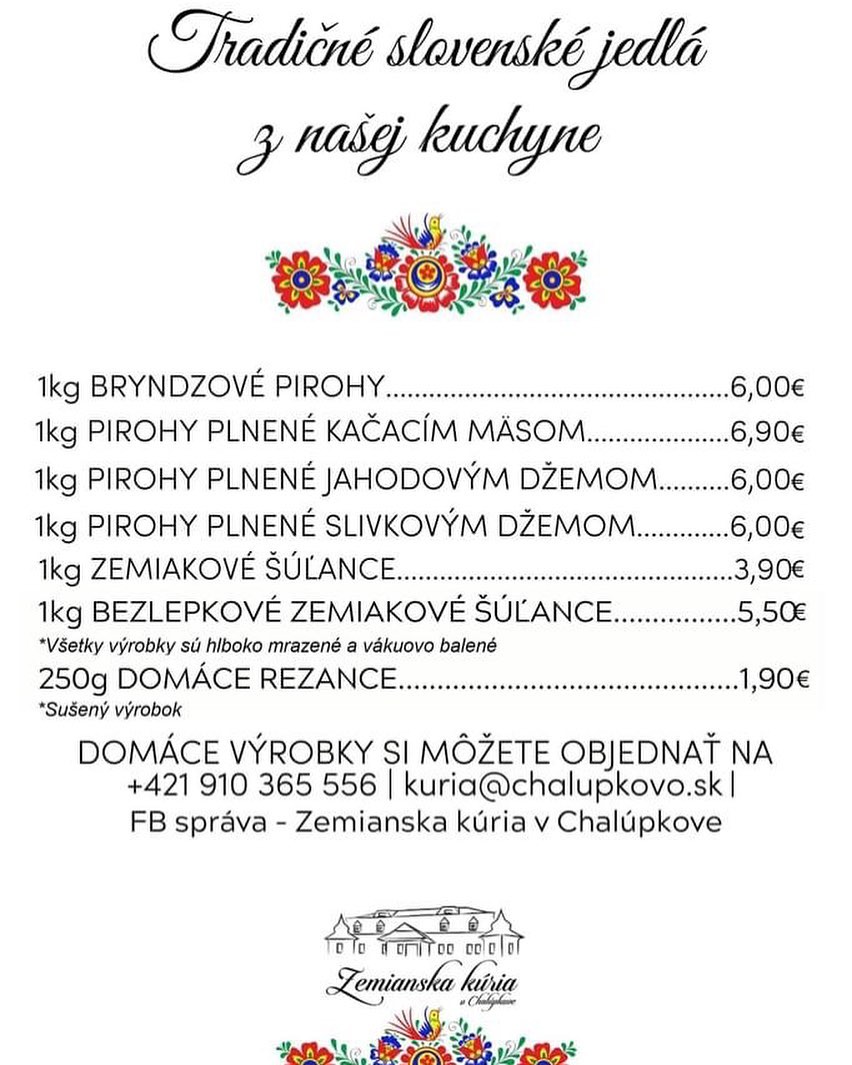 Tradičné slovenské jedlá
z našej kuchyne
1kg BRYNDZOVÉ PIROHY................................................6,00€
1kg PIROHY PLNENÉ KAČACÍM MÄSOM....................6,90€
1kg PIROHY PLNENÉ JAHODOVÝM DŽEMOM..........6,00€
1kg PIROHY PLNENÉ SLIVKOVÝM DŽEMOM.............6,00€
1kg ZEMIAKOVÉ ŠÚĽANCE...............................................3,90€
1kg BEZLEPKOVÉ ZEMIAKOVÉ ŠÚĽANCE................5,50€
*Všetky výrobky sú hlboko mrazené a vákuovo balené
250g DOMÁCE REZANCE............................................1,90€
*Sušený výrobok
DOMÁCE VÝROBKY SI MÔŽETE OBJEDNAŤ NA
+421 910 365 556 | kuria@chalupkovo.sk |
FB správa - Zemianska kúria v Chalúpkove
Zemianska kúria
v Chalúpkove